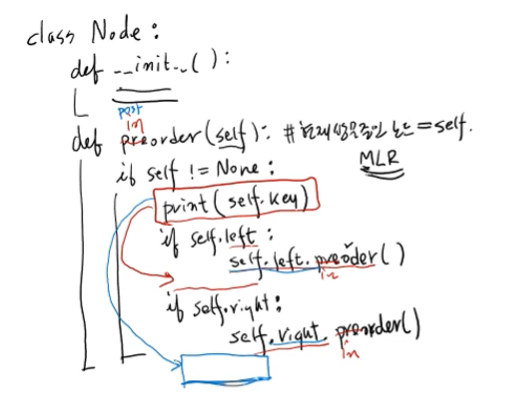 class Node:
def __init__():
post
in
def preorder(self): # 현재 방문중인 노드=self.
MLR
if self != None:
print(self.key)
if self.left:
self.left.preoder()
in
if self.right:
self.right.preorder()
in